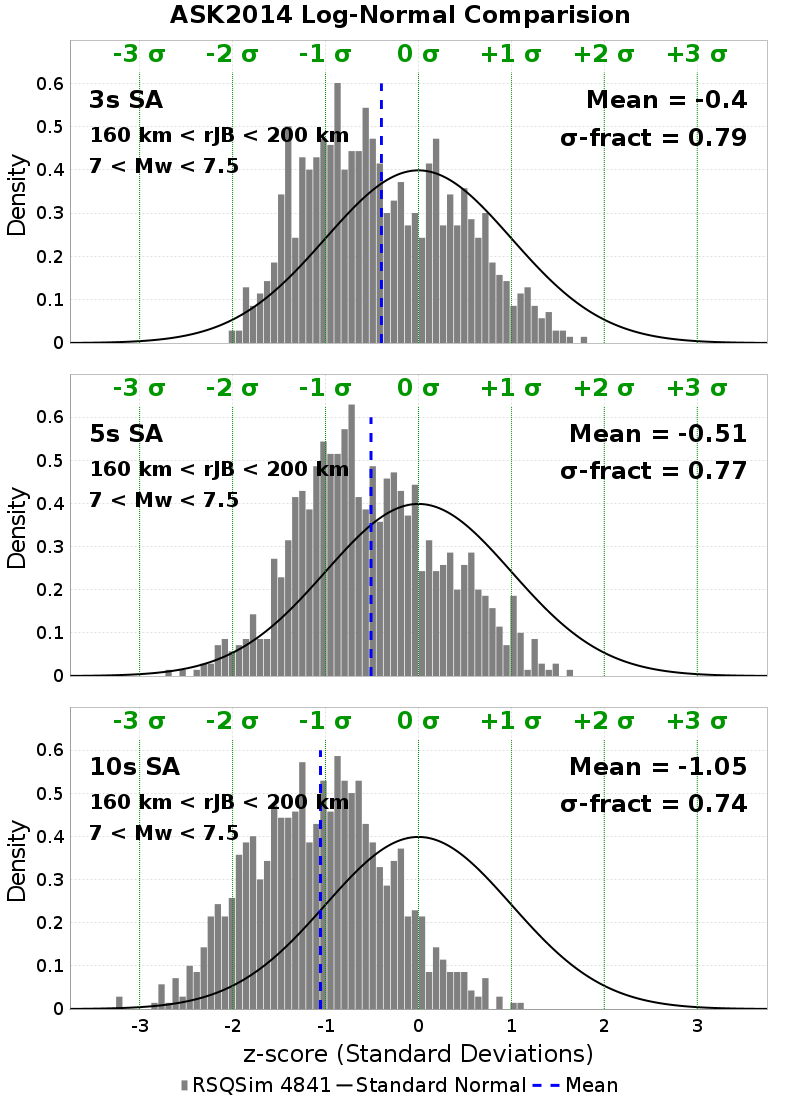 ASK2014 Log-Normal Comparision
-3 σ -2 σ -1 σ 0 σ +1 σ +2 σ +3 σ
0.6
3s SA Mean = -0.4
0.5
160 km < rJB < 200 km σ-fract = 0.79
7 < Mw < 7.5
0.4
0.3
0.2
0.1
0
Density
-3 σ -2 σ -1 σ 0 σ +1 σ +2 σ +3 σ
0.6
5s SA Mean = -0.51
0.5
160 km < rJB < 200 km σ-fract = 0.77
7 < Mw < 7.5
0.4
0.3
0.2
0.1
0
Density
-3 σ -2 σ -1 σ 0 σ +1 σ +2 σ +3 σ
0.6
10s SA Mean = -1.05
0.5
160 km < rJB < 200 km σ-fract = 0.74
7 < Mw < 7.5
0.4
0.3
0.2
0.1
0
Density
-3 -2 -1 0 1 2 3
z-score (Standard Deviations)
RSQSim 4841 Standard Normal Mean